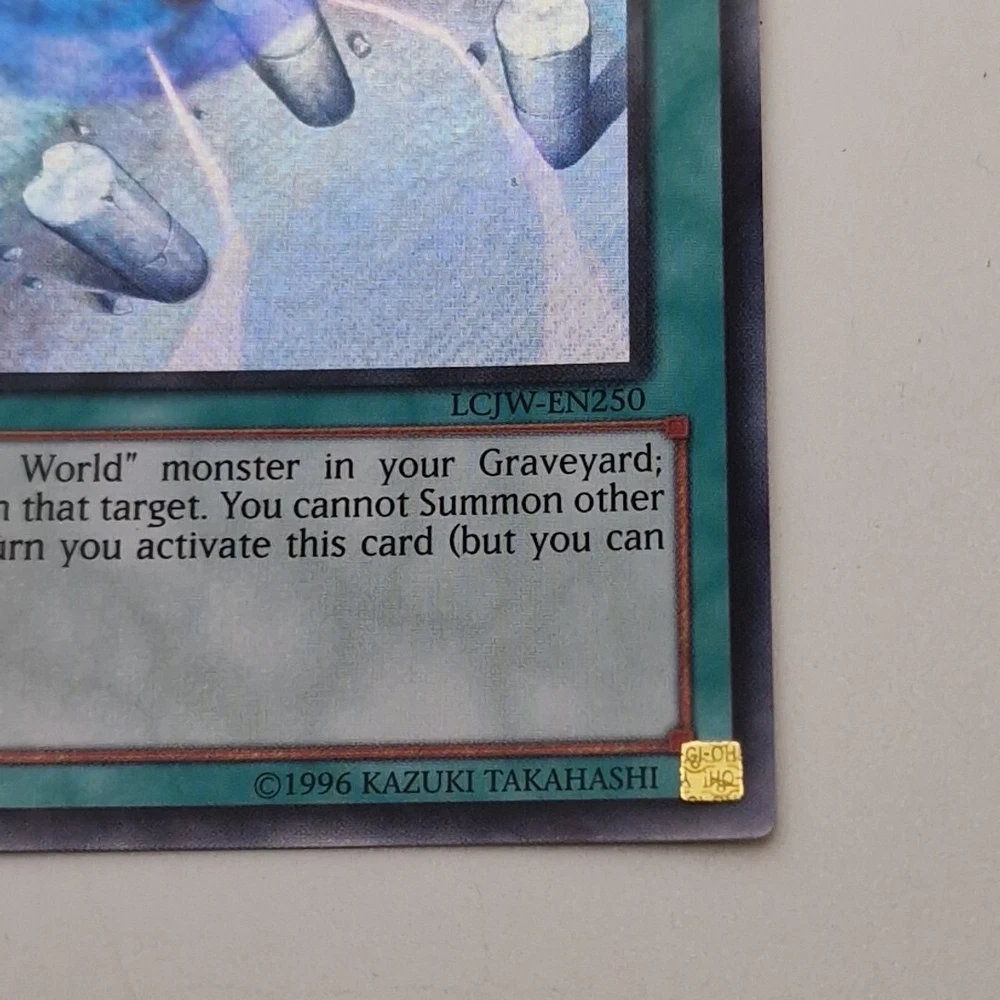 LCJW-EN250
World" monster in your Graveyard;
that target. You cannot Summon other
you activate this card (but you can
©1996 KAZUKI TAKAHASHI